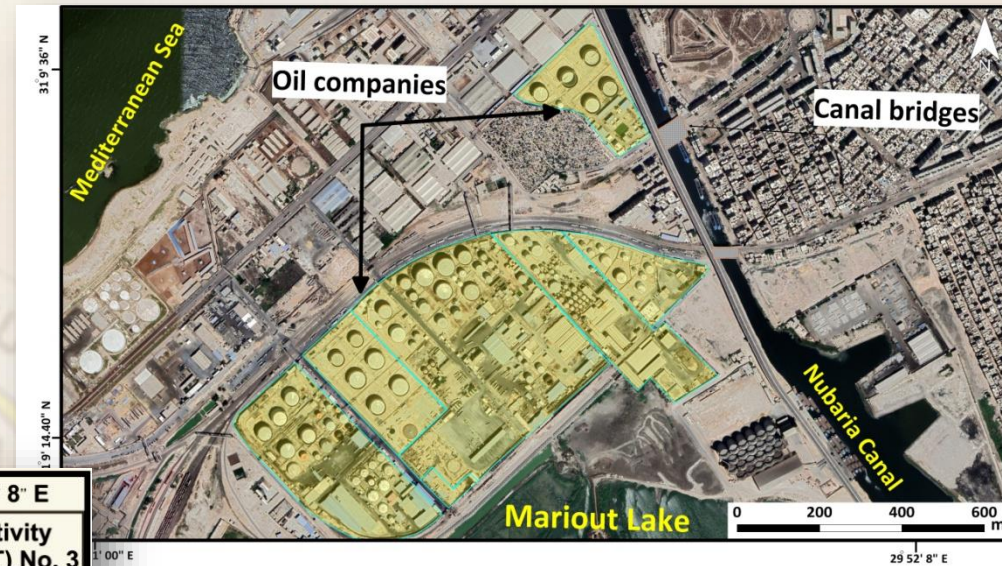 Mediterranean Sea
31° 9' 36" N
Oil companies
N
Canal bridges
Nubaria Canal
9' 14.40" N
Mariout Lake
0 200 400 600
m
8" E
tivity
T) No. 3
1' 00" E
29 52' 8" E